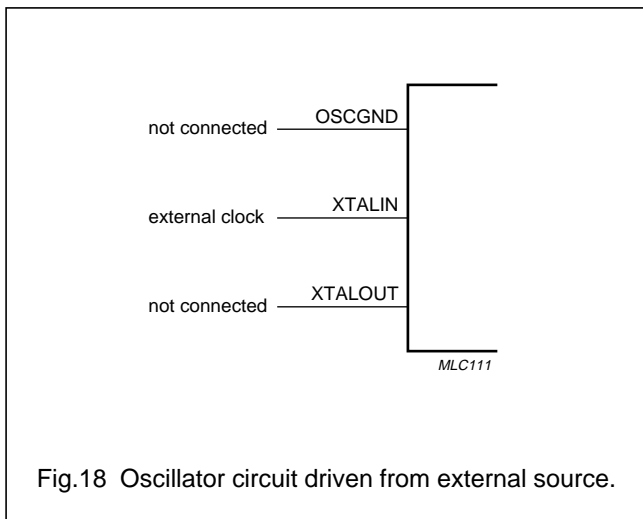 not connected OSCGND
external clock XTALIN
not connected XTALOUT
MLC111
Fig.18 Oscillator circuit driven from external source.